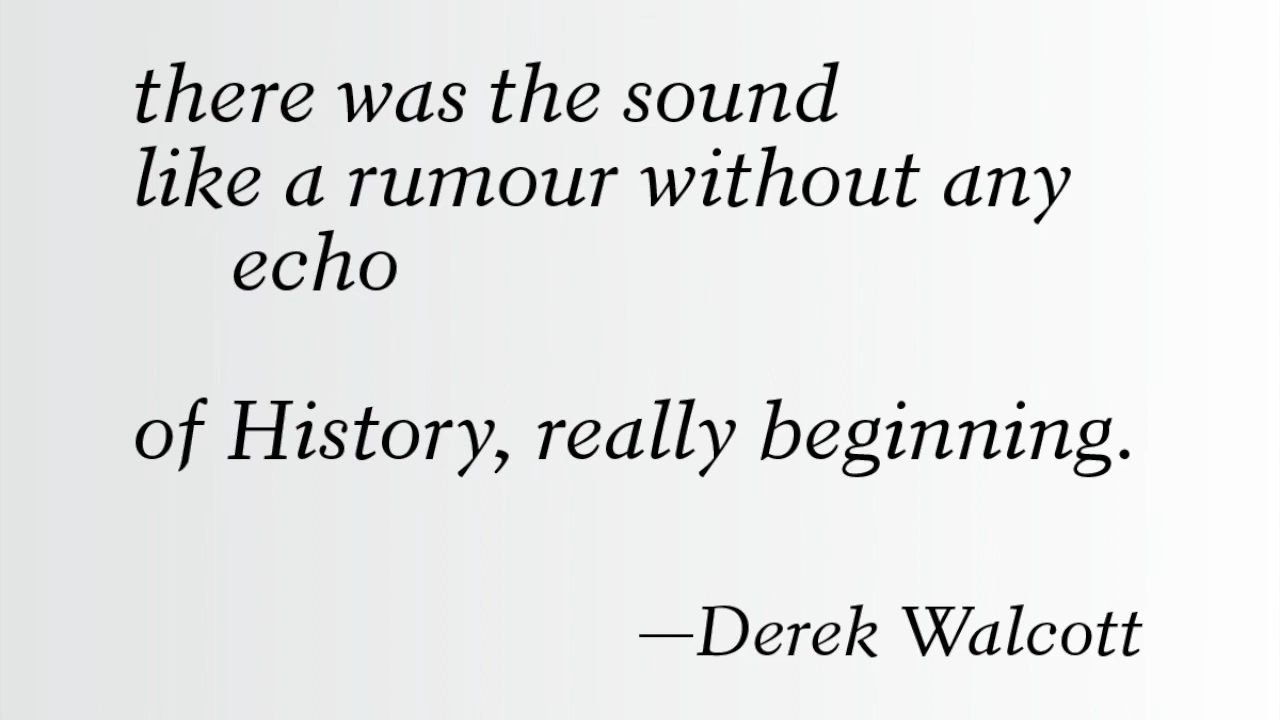 there was the sound
like a rumour without any
echo
of History, really beginning.
—Derek Walcott